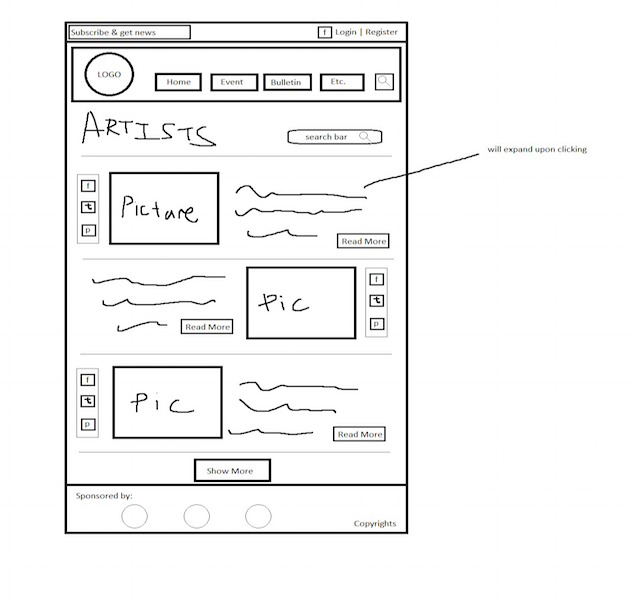 Subscribe & get news
f Login | Register
LOGO
Home Event Bulletin Etc.
ARTISTS
search bar
will expand upon clicking
f
t
p
Picture
Read More
Read More
Pic
f
t
p
f
t
p
Pic
Read More
Show More
Sponsored by:
Copyrights